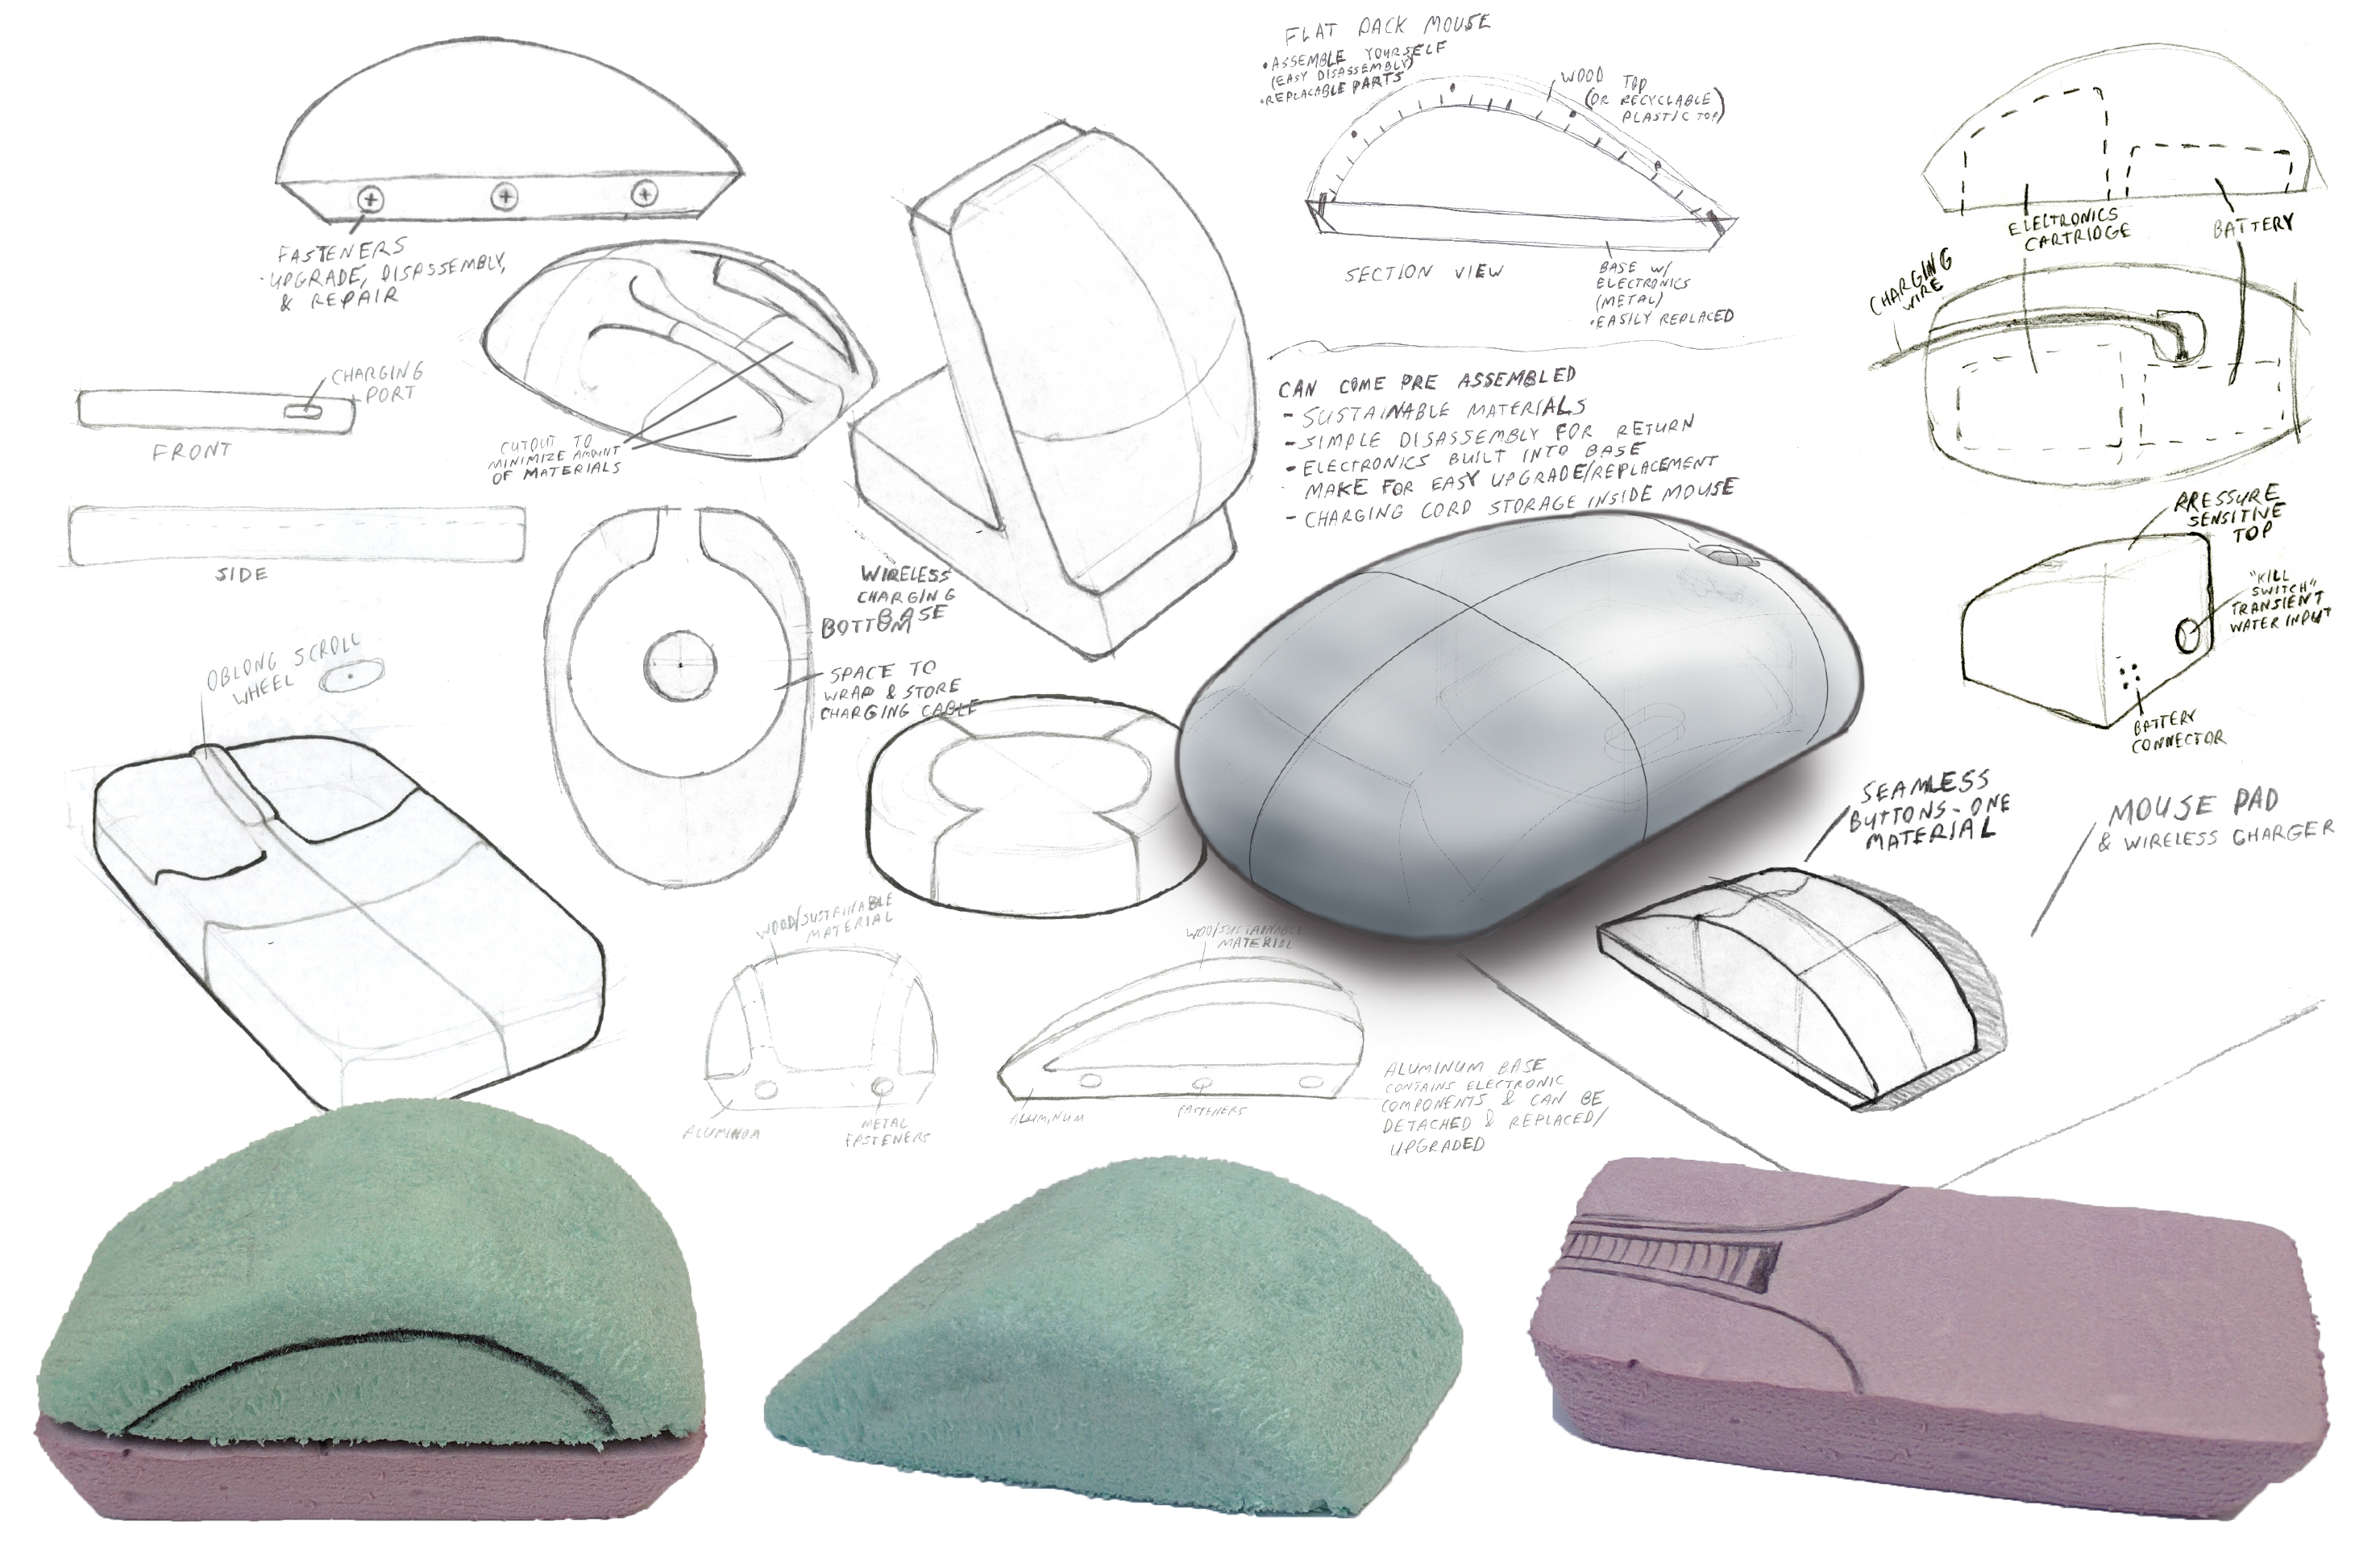 FLAT PACK MOUSE
• ASSEMBLE YOURSELF
(EASY DISASSEMBLY)
• REPLACABLE PARTS
WOOD TOP
(OR RECYCLABLE)
PLASTIC TOP)
SECTION VIEW
BASE W/
ELECTRONICS
(METAL)
• EASILY REPLACED
FASTENERS
- UPGRADE, DISASSEMBLY,
& REPAIR
ELECTRONICS
CARTRIDGE
BATTERY
CHARGING
WIRE
CHARGING
PORT
FRONT
CUTOUT TO
MINIMIZE AMOUNT
OF MATERIALS
CAN COME PRE ASSEMBLED
- SUSTAINABLE MATERIALS
- SIMPLE DISASSEMBLY FOR RETURN
- ELECTRONICS BUILT INTO BASE
MAKE FOR EASY UPGRADE/REPLACEMENT
- CHARGING CORD STORAGE INSIDE MOUSE
SIDE
WIRELESS
CHARGING
BASE
BOTTOM
SPACE TO
WRAP & STORE
CHARGING CABLE
PRESSURE
SENSITIVE
TOP
"KILL
SWITCH"
TRANSIENT
WATER INPUT
BATTERY
CONNECTOR
OBLONG SCROLL
WHEEL
SEAMLESS
BUTTONS - ONE
MATERIAL
MOUSE PAD
& WIRELESS CHARGER
WOOD/SUSTAINABLE
MATERIAL
WOO/SUSTAINABLE
MATERIAL
ALUMINUM
METAL
FASTENERS
ALUMINUM
FASTENERS
ALUMINUM BASE
CONTAINS ELECTRONIC
COMPONENTS & CAN BE
DETACHED & REPLACED/
UPGRADED